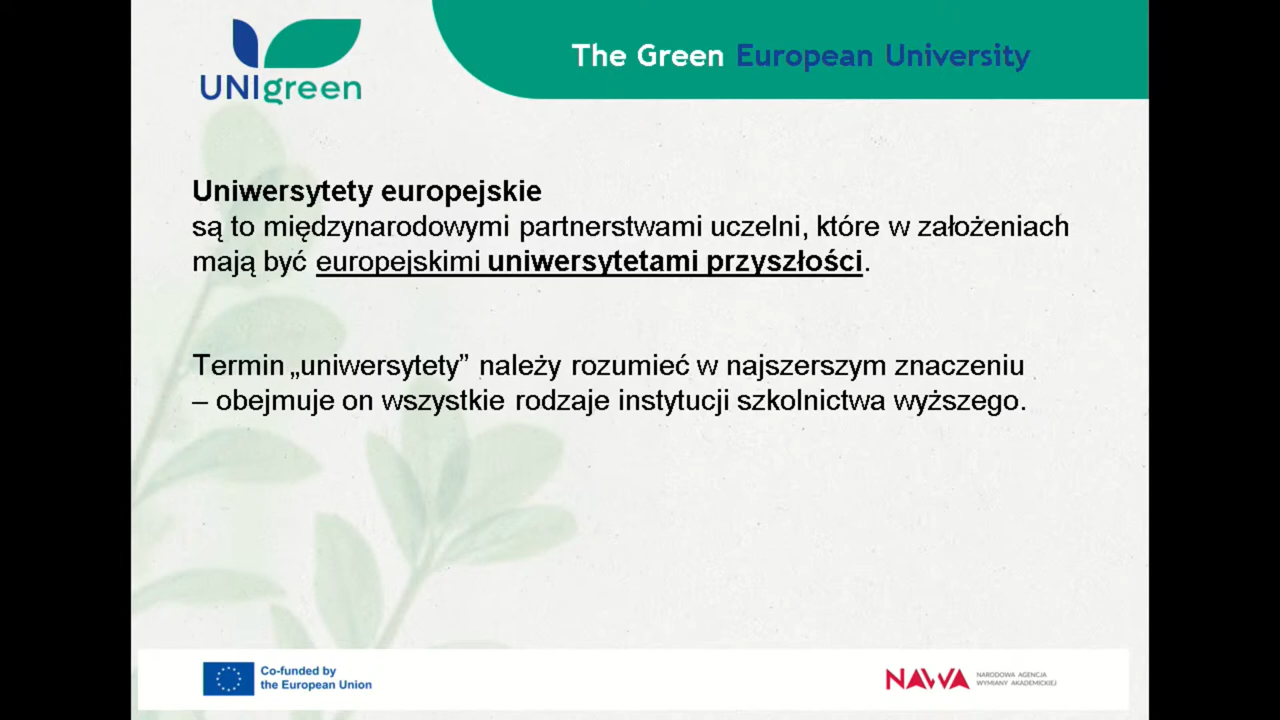 UNIgreen
The Green European University
Uniwersytety europejskie
są to międzynarodowymi partnerstwami uczelni, które w założeniach
mają być europejskimi uniwersytetami przyszłości.
Termin „uniwersytety” należy rozumieć w najszerszym znaczeniu
– obejmuje on wszystkie rodzaje instytucji szkolnictwa wyższego.
Co-funded by
the European Union
NAWA
NARODOWA AGENCJA
WYMIANY AKADEMICKIEJ